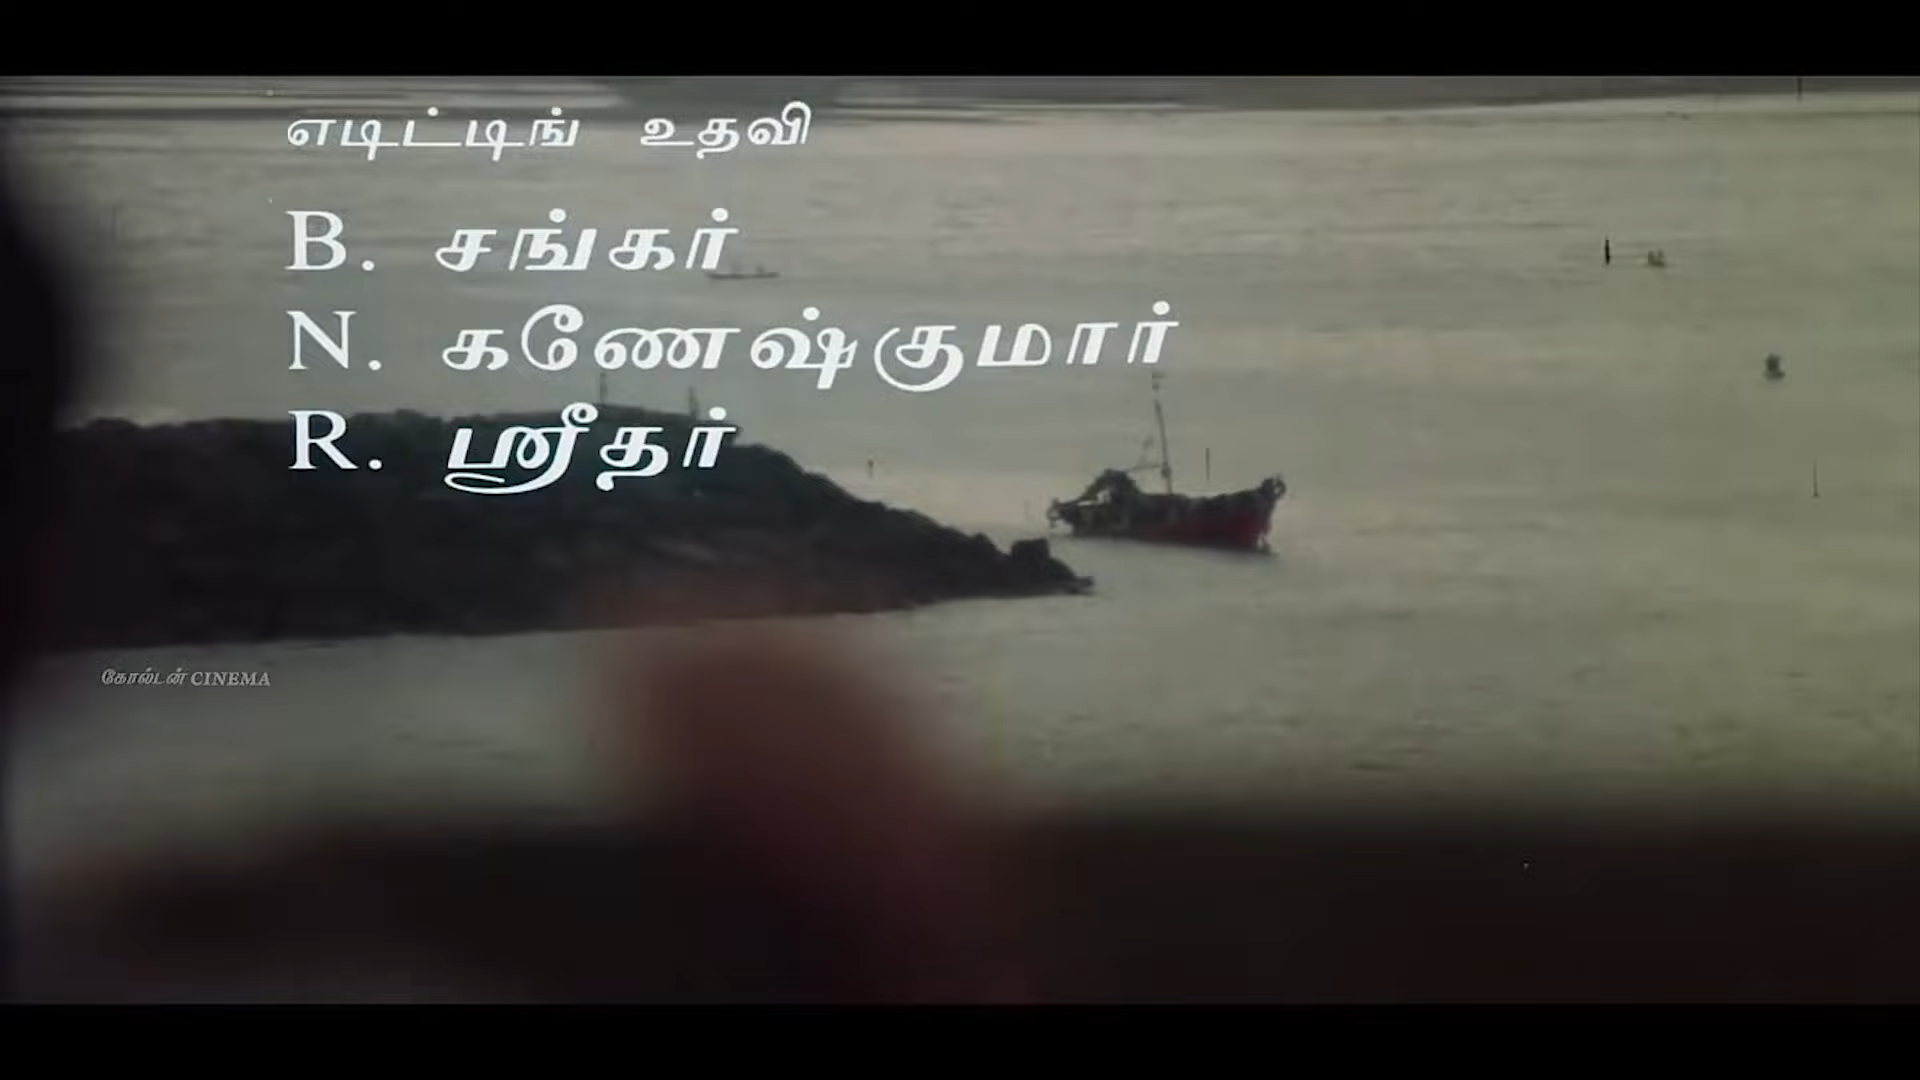 எடிட்டிங் உதவி
B. சங்கர்
N. கணேஷ்குமார்
R. ஸ்ரீதர்
கோல்டன் CINEMA